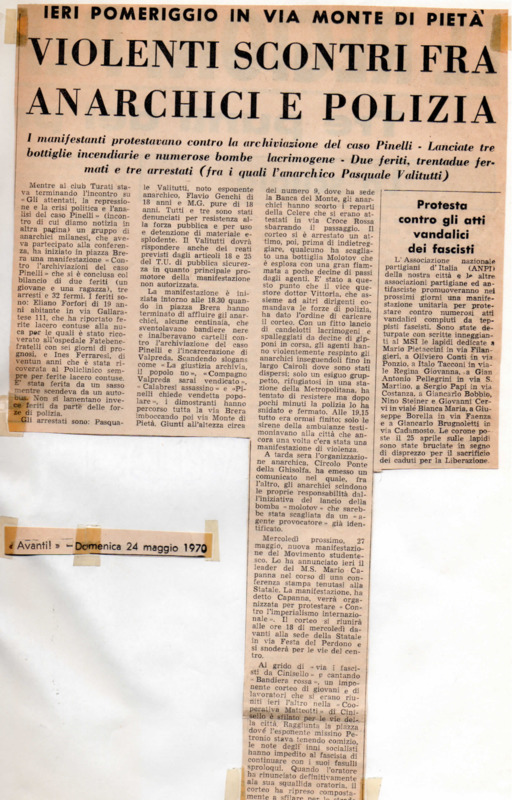 IERI POMERIGGIO IN VIA MONTE DI PIETÀ
VIOLENTI SCONTRI FRA
ANARCHICI E POLIZIA
I manifestanti protestavano contro la archiviazione del caso Pinelli - Lanciate tre
bottiglie incendiarie e numerose bombe lacrimogene - Due feriti, trentadue fer-
mati e tre arrestati (fra i quali l'anarchico Pasquale Valitutti)
Mentre al club Turati sta-
va terminando l'incontro su
«Gli attentati, la repressio-
ne e la crisi politica e l'ana-
lisi del caso Pinelli» (incon-
tro di cui diamo notizia in
altra pagina) un gruppo di
anarchici milanesi, che ave-
va partecipato alla conferen-
za, ha iniziato in piazza Bre-
ra una manifestazione «Con-
tro l'archiviazione del caso
Pinelli» che si è conclusa col
bilancio di due feriti (un
giovane e una ragazza), tre
arresti e 32 fermi. I feriti so-
no: Eliano Forfori di 19 an-
ni abitante in via Gallara-
tese 111, che ha riportato fe-
rite lacero contuse alla nu-
ca per le quali è stato rico-
verato all'ospedale Fatebene-
fratelli con sei giorni di pro-
gnosi, e Ines Ferraresi, di
ventun anni che è stata ri-
coverata al Policlinico sem-
pre per ferite lacero contuse.
E' stata ferita da un sasso
mentre scendeva da un auto-
bus. Non si lamentano inve-
ce feriti da parte delle for-
ze di polizia.
Gli arrestati sono: Pasqua-
le Valitutti, noto esponente
anarchico, Flavio Genghi di
18 anni e M.G. pure di 18
anni. Tutti e tre sono stati
denunciati per resistenza al-
la forza pubblica e per uso
e detenzione di materiale e-
splodente. Il Valitutti dovrà
rispondere anche dei reati
previsti dagli articoli 18 e 25
del T.U. di pubblica sicurez-
za in quanto principale pro-
motore della manifestazione
non autorizzata.
La manifestazione è ini-
ziata intorno alle 18.30 quan-
do in piazza Brera hanno
terminato di affluire gli anar-
chici, alcune centinaia, che
sventolavano bandiere nere
e inalberavano cartelli con-
tro l'archiviazione del caso
Pinelli e l'incarcerazione di
Valpreda. Scandendo slogans
come «La giustizia anarchica,
il popolo no», «Compagno
Valpreda sarai vendicato»,
«Calabresi assassino» e «Pi-
nelli chiede vendetta popo-
lare», i dimostranti hanno
percorso tutta la via Brera
imboccando poi via Monte di
Pietà. Giunti all'altezza circa
del numero 9, dove ha sede
la Banca del Monte, gli anar-
chici hanno scorto i reparti
della Celere che si erano at-
testati in via Croce Rossa
sbarrando il passaggio. Il
corteo si è arrestato un at-
timo, poi, prima di indietreg-
giare, qualcuno ha scaglia-
to una bottiglia Molotov che
è esplosa con una gran fiam-
mata a poche decine di passi
dagli agenti. E' stato a que-
sto punto che il vice que-
store dottor Vittoria, che as-
sieme ad altri dirigenti co-
mandava le forze di polizia,
ha dato l'ordine di caricare
il corteo. Con un fitto lancio
di candelotti lacrimogeni e
spalleggiati da decine di gip-
poni in corsa, gli agenti han-
no violentemente respinto gli
anarchici inseguendoli fino in
largo Cairoli dove sono stati
dispersi; solo un esiguo grup-
petto, rifugiatosi in una sta-
zione della Metropolitana, ha
tentato di resistere ma dopo
pochi minuti la polizia lo ha
snidato e fermato. Alle 19,15
tutto era ormai finito: solo le
sirene delle ambulanze testi-
moniavano alla città che an-
cora una volta c'era stata una
manifestazione di violenza.
A tarda sera l'organizzazio-
ne anarchica, Circolo Ponte
della Ghisolfa, ha emesso un
comunicato nel quale, fra
l'altro, gli anarchici scindono
le proprie responsabilità dal-
l'iniziativa del lancio della
bomba «molotov» che sareb-
be stata scagliata da un «a-
gente provocatore» già iden-
tificato.
Mercoledì prossimo, 27
maggio, nuova manifestazio-
ne del Movimento studente-
sco. Lo ha annunciato ieri il
leader del M.S. Mario Ca-
panna nel corso di una con-
ferenza stampa tenutasi alla
Statale. La manifestazione, ha
detto Capanna, verrà orga-
nizzata per protestare «Con-
tro l'imperialismo internazio-
nale». Il corteo si riunirà
alle ore 18 di mercoledì da-
vanti alla sede della Statale
in via Festa del Perdono e
si snoderà per le vie del cen-
tro.
Al grido di «via i fasci-
sti da Cinisello» e cantando
«Bandiera rossa», un impo-
nente corteo di giovani e di
lavoratori che si erano riu-
niti ieri l'altro nella «Coo-
perativa Matteotti» di Cini-
sello è sfilato per le vie del-
la città. Raggiunta la piazza
dove l'esponente missino Pe-
tronio stava tenendo comizio,
le note degli inni socialisti
hanno impedito al fascista di
continuare con i suoi fasulli
sproloqui. Quando l'oratore
ha rinunciato definitivamente
alla sua squallida oratoria, il
corteo ha ripreso composta-
mente a sfilare per le
Protesta
contro gli atti
vandalici
dei fascisti
L'Associazione nazionale
partigiani d'Italia (ANPI)
della nostra città e le altre
associazioni partigiane ed an-
tifasciste promuoveranno nei
prossimi giorni una manife-
stazione unitaria per prote-
stare contro numerosi atti
vandalici compiuti da tep-
pisti fascisti. Sono state de-
turpate con scritte inneggian-
ti al MSI le lapidi dedicate a
Maria Piezzarini in via Filan-
gieri, a Oliviero Conti in via
Ponzio, a Italo Tacconi in via-
le Regina Giovanna, a Gian
Antonio Pellegrini in via S.
Martino, a Sergio Papi in via
Costanza, a Giancarlo Bobbio,
Nino Steiner e Giovanni Cer-
vi in viale Bianca Maria, a Giu-
seppe Borella in via Faenza
e a Giancarlo Brugnoletti in
via Cadamosto. Le corone po-
ste il 25 aprile sulle lapidi
sono state bruciate in segno
di disprezzo per il sacrificio
dei caduti per la Liberazione.
«Avanti!» - Domenica 24 maggio 1970